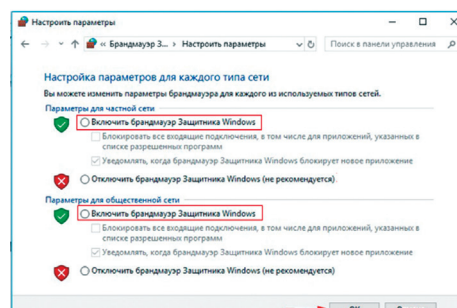 Настроить параметры
« Брандмауэр З... > Настроить параметры
Поиск в панели управления
Настройка параметров для каждого типа сети
Вы можете изменить параметры брандмауэра для каждого из используемых типов сетей.
Параметры для частной сети
Включить брандмауэр Защитника Windows
Блокировать все входящие подключения, в том числе для приложений, указанных в
списке разрешенных программ
Уведомлять, когда брандмауэр Защитника Windows блокирует новое приложение
Отключить брандмауэр Защитника Windows (не рекомендуется)
Параметры для общественной сети
Включить брандмауэр Защитника Windows
Блокировать все входящие подключения, в том числе для приложений, указанных в
списке разрешенных программ
Уведомлять, когда брандмауэр Защитника Windows блокирует новое приложение
Отключить брандмауэр Защитника Windows (не рекомендуется)